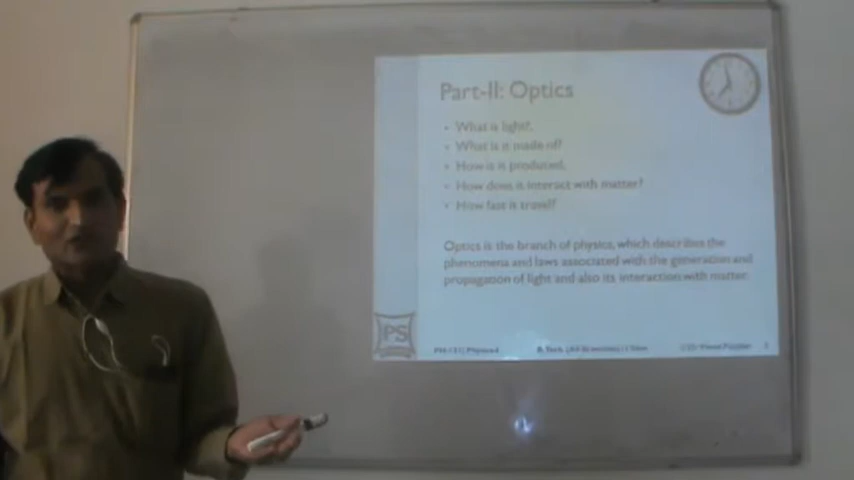 Part-II: Optics
• What is light?,
• What is it made of?
• How it is produced,
• How does it interact with matter?
• How fast it travel?
Optics is the branch of physics, which describes the
phenomena and laws associated with the generation and
propagation of light and also its interaction with matter.
PS